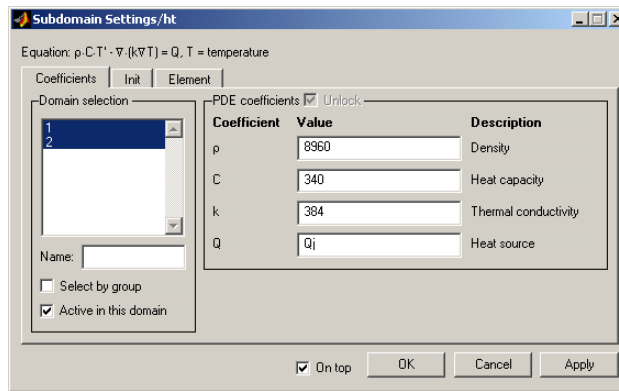 Subdomain Settings/ht
Equation: ρ·C·T' - ∇·(k∇T) = Q, T = temperature
Coefficients Init Element
Domain selection
1
2
Name:
Select by group
Active in this domain
PDE coefficients Unlock
Coefficient Value Description
ρ 8960 Density
C 340 Heat capacity
k 384 Thermal conductivity
Q Qj Heat source
On top OK Cancel Apply